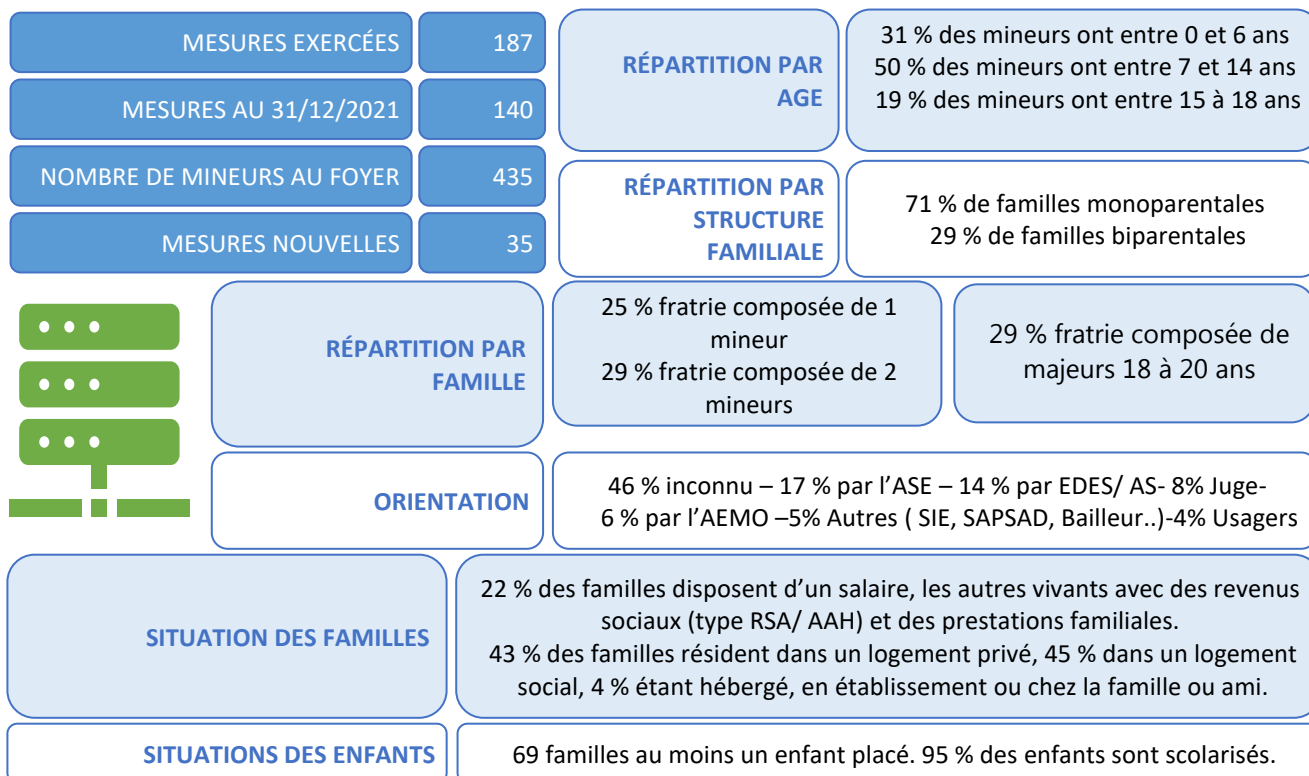 MESURES EXERCÉES 187
MESURES AU 31/12/2021 140
NOMBRE DE MINEURS AU FOYER 435
MESURES NOUVELLES 35
RÉPARTITION PAR
AGE
31 % des mineurs ont entre 0 et 6 ans
50 % des mineurs ont entre 7 et 14 ans
19 % des mineurs ont entre 15 à 18 ans
RÉPARTITION PAR
STRUCTURE
FAMILIALE
71 % de familles monoparentales
29 % de familles biparentales
RÉPARTITION PAR
FAMILLE
25 % fratrie composée de 1
mineur
29 % fratrie composée de 2
mineurs
29 % fratrie composée de
majeurs 18 à 20 ans
ORIENTATION
46 % inconnu – 17 % par l’ASE – 14 % par EDES/ AS- 8% Juge-
6 % par l’AEMO –5% Autres ( SIE, SAPSAD, Bailleur..)-4% Usagers
SITUATION DES FAMILLES
22 % des familles disposent d’un salaire, les autres vivants avec des revenus
sociaux (type RSA/ AAH) et des prestations familiales.
43 % des familles résident dans un logement privé, 45 % dans un logement
social, 4 % étant hébergé, en établissement ou chez la famille ou ami.
SITUATIONS DES ENFANTS
69 familles au moins un enfant placé. 95 % des enfants sont scolarisés.